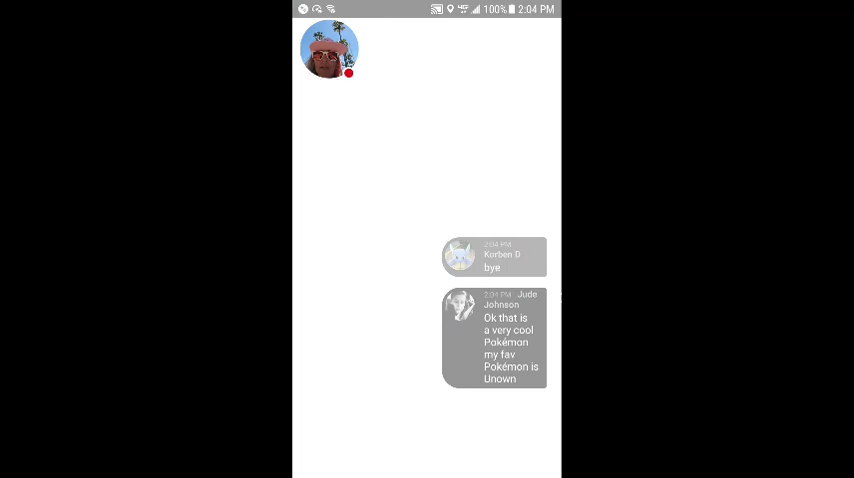 4G 100% 2:04 PM
2:04 PM
Korben D
bye
2:04 PM Jude
Johnson
Ok that is
a very cool
Pokémon
my fav
Pokémon is
Unown